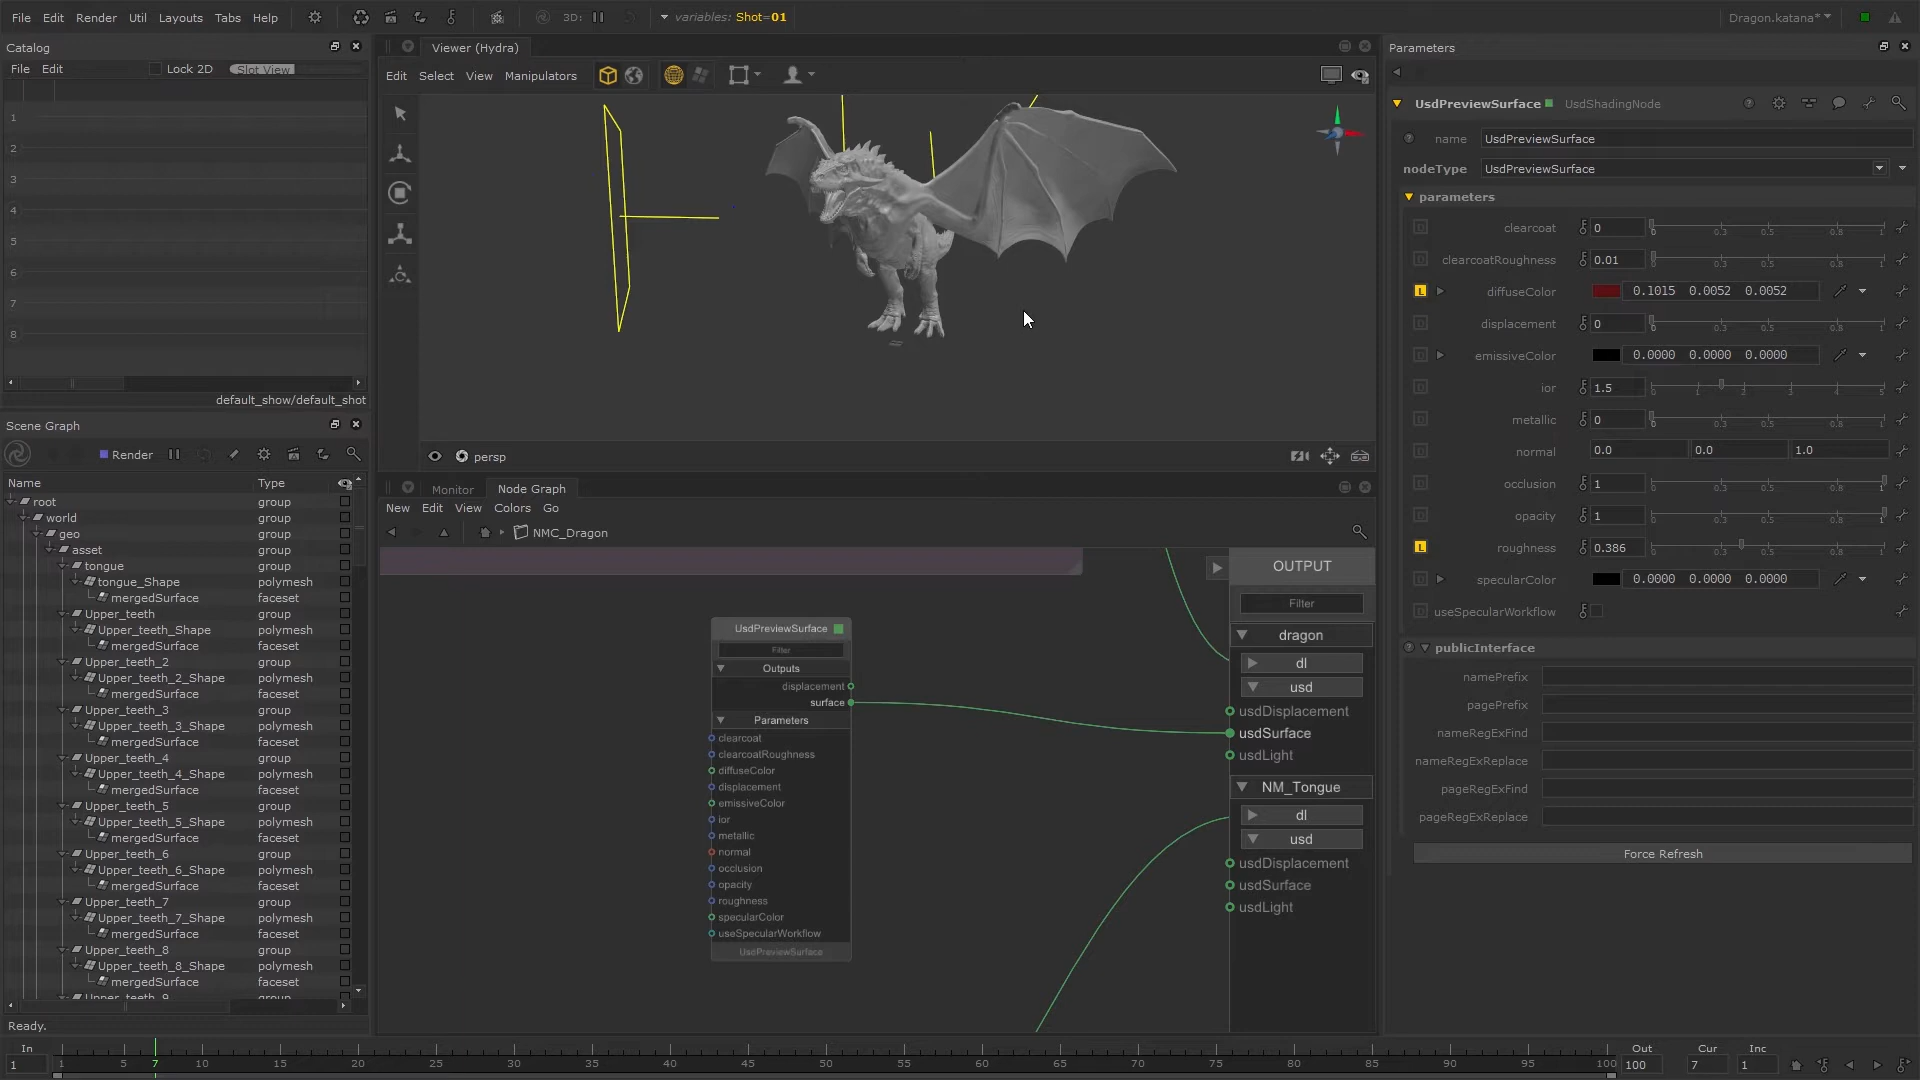 File Edit Render Util Layouts Tabs Help 3D: variables: Shot=01 Dragon.katana*
Catalog
File Edit Lock 2D Slot View
1
2
3
4
5
6
7
8
default_show/default_shot
Scene Graph
Render
Name Type
root group
world group
geo group
asset group
tongue group
tongue_Shape polymesh
mergedSurface faceset
Upper_teeth group
Upper_teeth_Shape polymesh
mergedSurface faceset
Upper_teeth_2 group
Upper_teeth_2_Shape polymesh
mergedSurface faceset
Upper_teeth_3 group
Upper_teeth_3_Shape polymesh
mergedSurface faceset
Upper_teeth_4 group
Upper_teeth_4_Shape polymesh
mergedSurface faceset
Upper_teeth_5 group
Upper_teeth_5_Shape polymesh
mergedSurface faceset
Upper_teeth_6 group
Upper_teeth_6_Shape polymesh
mergedSurface faceset
Upper_teeth_7 group
Upper_teeth_7_Shape polymesh
mergedSurface faceset
Upper_teeth_8 group
Upper_teeth_8_Shape polymesh
mergedSurface faceset
Upper_teeth_9 group
Ready.
Viewer (Hydra)
Edit Select View Manipulators
persp
Monitor Node Graph
New Edit View Colors Go
NMC_Dragon
UsdPreviewSurface
Filter
Outputs
displacement
surface
Parameters
clearcoat
clearcoatRoughness
diffuseColor
displacement
emissiveColor
ior
metallic
normal
occlusion
opacity
roughness
specularColor
useSpecularWorkflow
UsdPreviewSurface
OUTPUT
Filter
dragon
dl
usd
usdDisplacement
usdSurface
usdLight
NM_Tongue
dl
usd
usdDisplacement
usdSurface
usdLight
Parameters
UsdPreviewSurface UsdShadingNode
name UsdPreviewSurface
nodeType UsdPreviewSurface
parameters
clearcoat 0
clearcoatRoughness 0.01
L diffuseColor 0.1015 0.0052 0.0052
displacement 0
emissiveColor 0.0000 0.0000 0.0000
ior 1.5
metallic 0
normal 0.0 0.0 1.0
occlusion 1
opacity 1
L roughness 0.386
specularColor 0.0000 0.0000 0.0000
useSpecularWorkflow
publicInterface
namePrefix
pagePrefix
nameRegExFind
nameRegExReplace
pageRegExFind
pageRegExReplace
Force Refresh
In Out Cur Inc
1 1 5 7 10 15 20 25 30 35 40 45 50 55 60 65 70 75 80 85 90 95 100 100 7 1